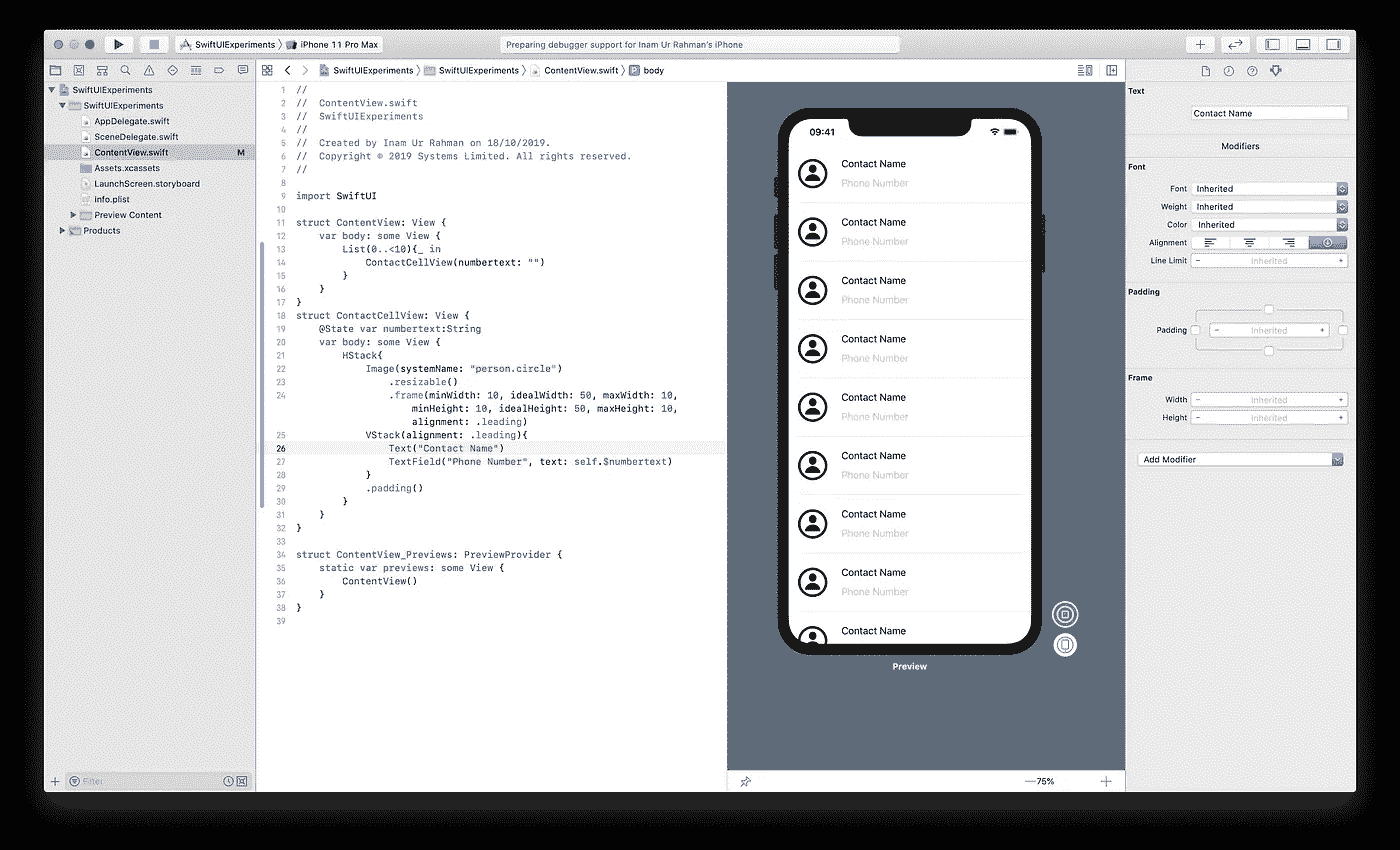 SwiftUIExperiments
iPhone 11 Pro Max
Preparing debugger support for Inam Ur Rahman's iPhone
SwiftUIExperiments
SwiftUIExperiments
AppDelegate.swift
SceneDelegate.swift
ContentView.swift M
Assets.xcassets
LaunchScreen.storyboard
Info.plist
Preview Content
Products
Filter
SwiftUIExperiments
SwiftUIExperiments
ContentView.swift
body
1 //
2 //  ContentView.swift
3 //  SwiftUIExperiments
4 //
5 //  Created by Inam Ur Rahman on 18/10/2019.
6 //  Copyright © 2019 Systems Limited. All rights reserved.
7 //
8
9 import SwiftUI
10
11 struct ContentView: View {
12     var body: some View {
13         List(0..<10){_ in
14             ContactCellView(numbertext: "")
15         }
16     }
17 }
18 struct ContactCellView: View {
19     @State var numbertext:String
20     var body: some View {
21         HStack{
22             Image(systemName: "person.circle")
23                 .resizable()
24                 .frame(minWidth: 10, idealWidth: 50, maxWidth: 10,
                    minHeight: 10, idealHeight: 50, maxHeight: 10,
                    alignment: .leading)
25             VStack(alignment: .leading){
26                 Text("Contact Name")
27                 TextField("Phone Number", text: self.$numbertext)
28             }
29             .padding()
30         }
31     }
32 }
33
34 struct ContentView_Previews: PreviewProvider {
35     static var previews: some View {
36         ContentView()
37     }
38 }
39
09:41
Contact Name
Phone Number
Contact Name
Phone Number
Contact Name
Phone Number
Contact Name
Phone Number
Contact Name
Phone Number
Contact Name
Phone Number
Contact Name
Phone Number
Contact Name
Phone Number
Contact Name
Preview
75%
Text
Contact Name
Modifiers
Font
Font Inherited
Weight Inherited
Color Inherited
Alignment
Line Limit Inherited
Padding
Padding Inherited
Frame
Width Inherited
Height Inherited
Add Modifier